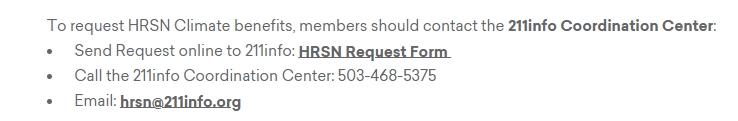 To request HRSN Climate benefits, members should contact the 211info Coordination Center:
• Send Request online to 211info: HRSN Request Form
• Call the 211info Coordination Center: 503-468-5375
• Email: hrsn@211info.org